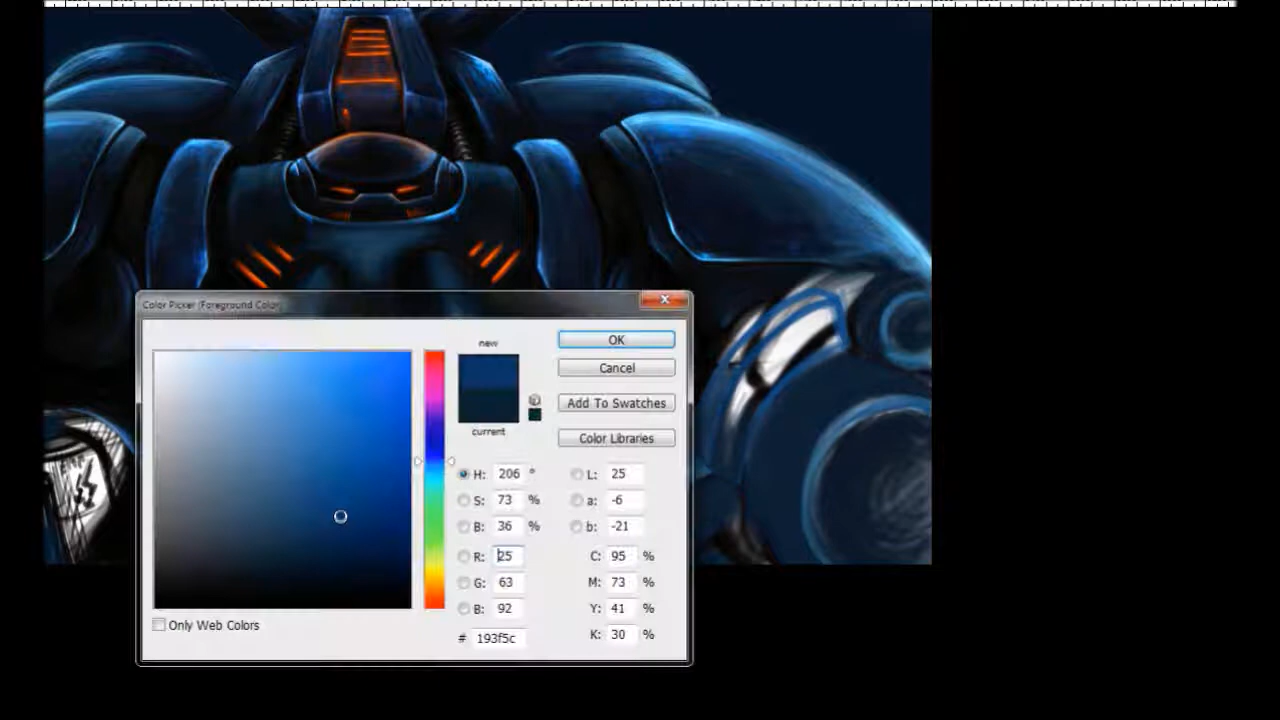 Color Picker (Foreground Color)
new
current
OK
Cancel
Add To Swatches
Color Libraries
H: 206 °
S: 73 %
B: 36 %
R: 25
G: 63
B: 92
# 193f5c
L: 25
a: -6
b: -21
C: 95 %
M: 73 %
Y: 41 %
K: 30 %
Only Web Colors